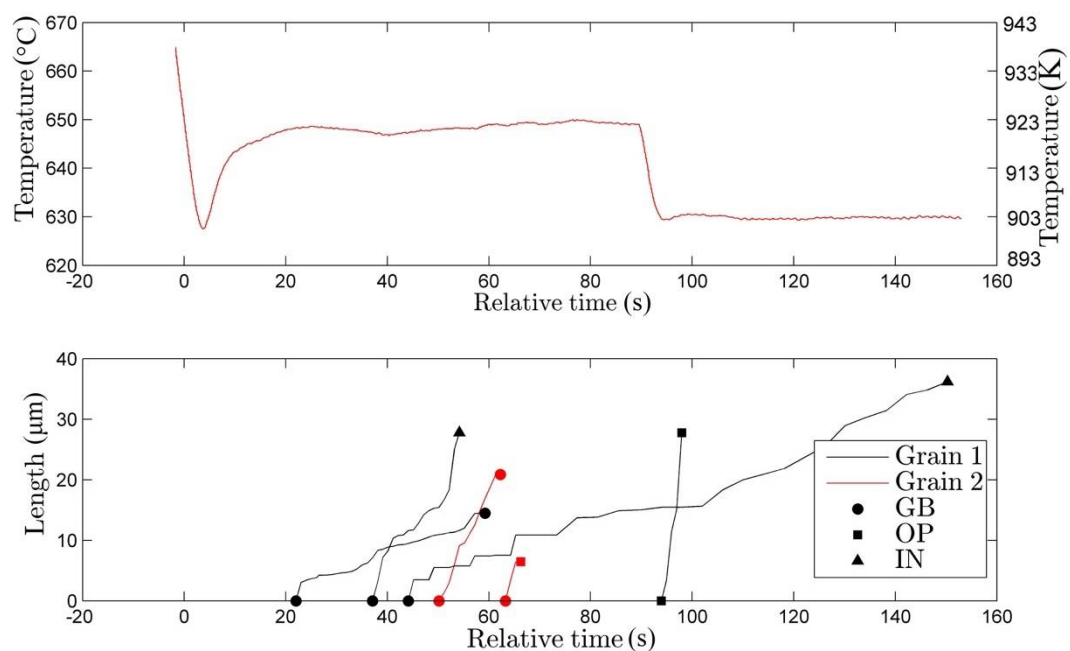 670
660
650
640
630
620
Temperature(°C)
943
933
923
913
903
893
Temperature(K)
-20 0 20 40 60 80 100 120 140 160
Relative time (s)
40
30
20
10
0
Length (μm)
Grain 1
Grain 2
GB
OP
IN
-20 0 20 40 60 80 100 120 140 160
Relative time (s)